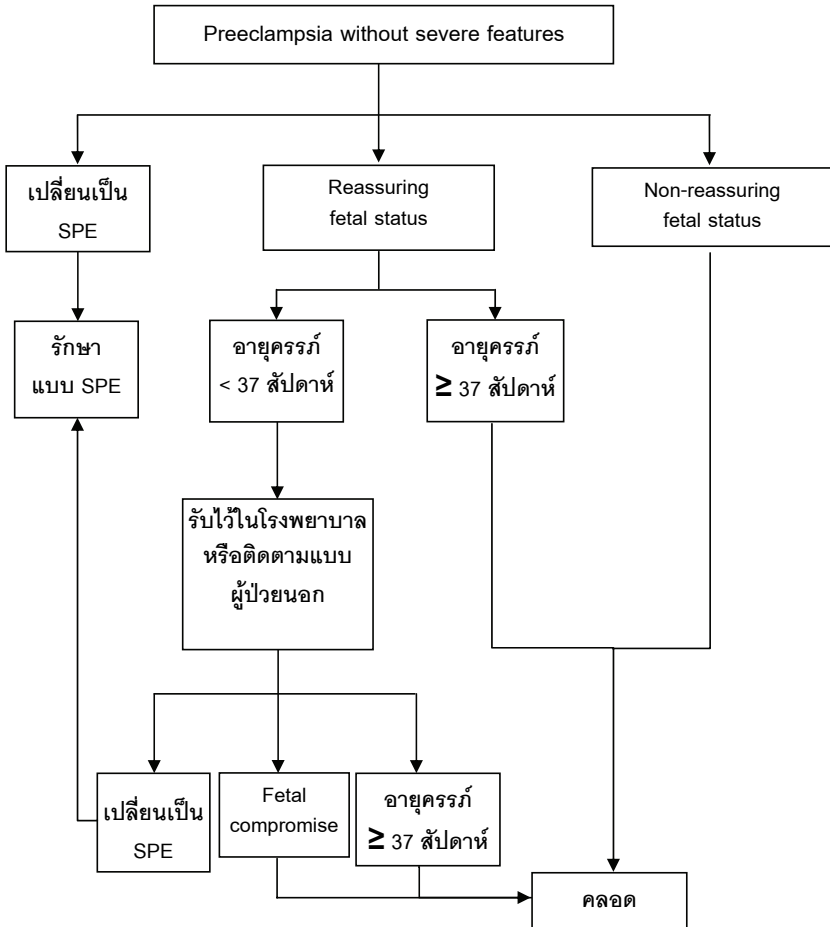 Preeclampsia without severe features
เปลี่ยนเป็น
SPE
Reassuring
fetal status
Non-reassuring
fetal status
รักษา
แบบ SPE
อายุครรภ์
< 37 สัปดาห์
อายุครรภ์
≥ 37 สัปดาห์
รับไว้ในโรงพยาบาล
หรือติดตามแบบ
ผู้ป่วยนอก
เปลี่ยนเป็น
SPE
Fetal
compromise
อายุครรภ์
≥ 37 สัปดาห์
คลอด